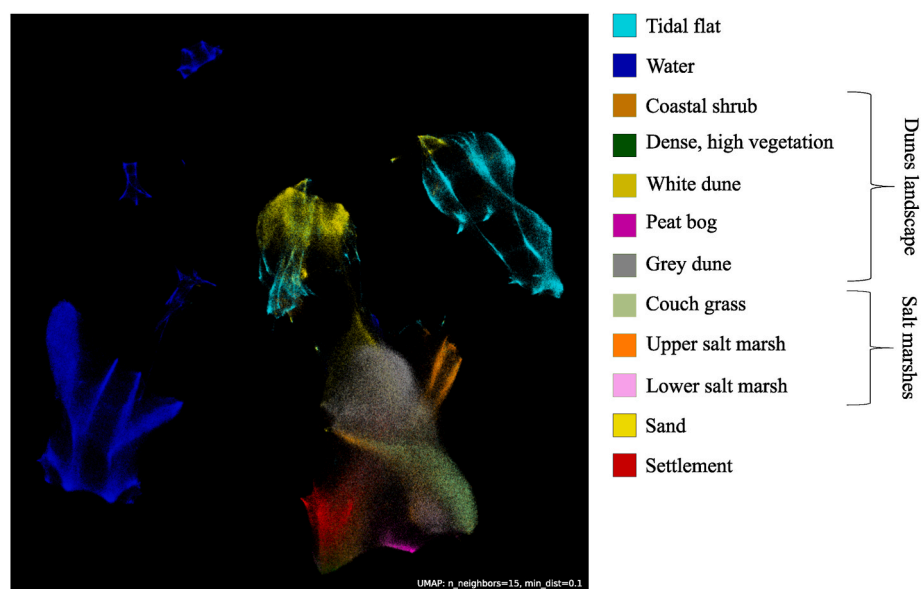 Tidal flat
Water
Coastal shrub
Dense, high vegetation
White dune
Peat bog
Grey dune
Couch grass
Upper salt marsh
Lower salt marsh
Sand
Settlement
Dunes landscape
Salt marshes
UMAP: n_neighbors=15, min_dist=0.1